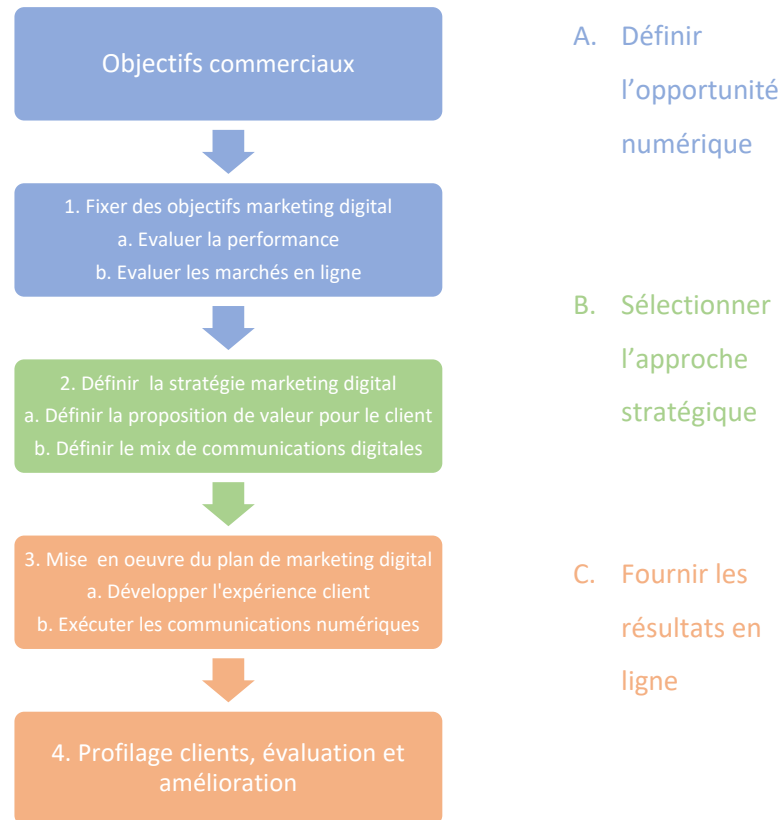 Objectifs commerciaux
A. Définir
l’opportunité
numérique
1. Fixer des objectifs marketing digital
a. Evaluer la performance
b. Evaluer les marchés en ligne
B. Sélectionner
l’approche
stratégique
2. Définir la stratégie marketing digital
a. Définir la proposition de valeur pour le client
b. Définir le mix de communications digitales
3. Mise en oeuvre du plan de marketing digital
a. Développer l'expérience client
b. Exécuter les communications numériques
C. Fournir les
résultats en
ligne
4. Profilage clients, évaluation et
amélioration